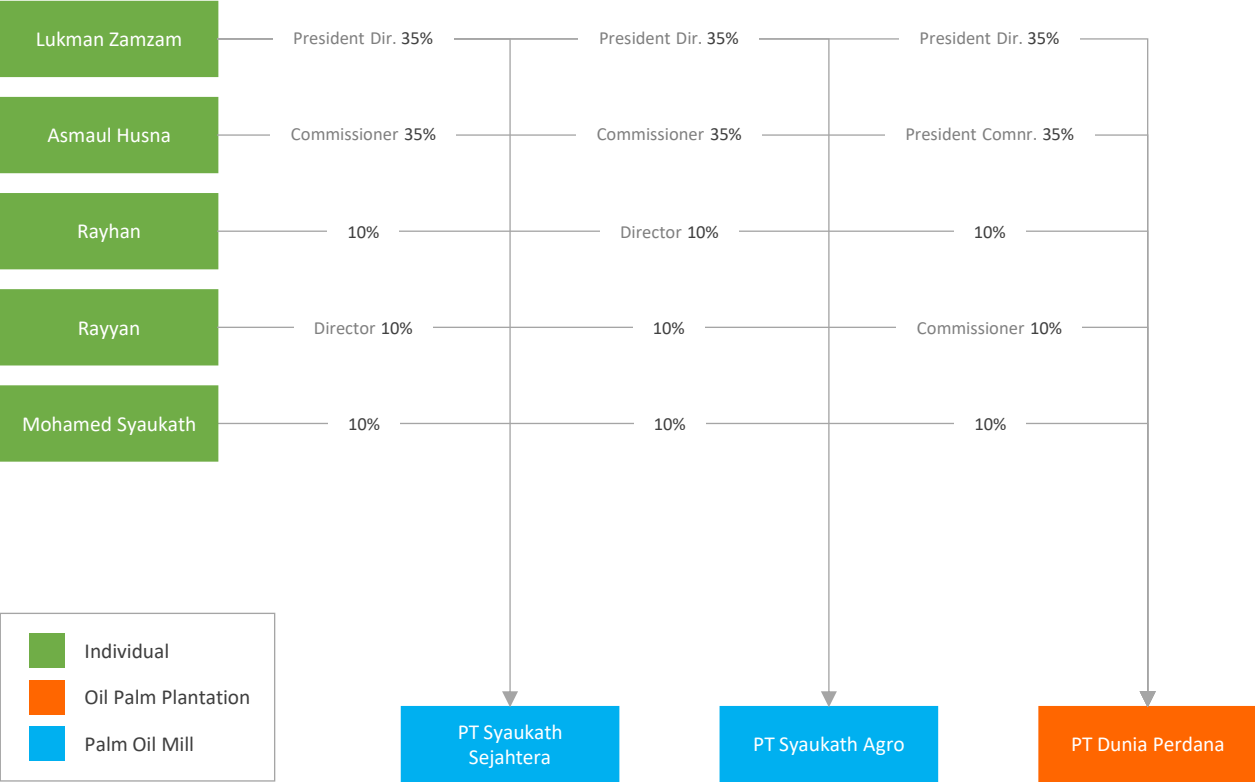 Lukman Zamzam
President Dir. 35%
President Dir. 35%
President Dir. 35%
Asmaul Husna
Commissioner 35%
Commissioner 35%
President Comnr. 35%
Rayhan
10%
Director 10%
10%
Rayyan
Director 10%
10%
Commissioner 10%
Mohamed Syaukath
10%
10%
10%
Individual
Oil Palm Plantation
Palm Oil Mill
PT Syaukath
Sejahtera
PT Syaukath Agro
PT Dunia Perdana